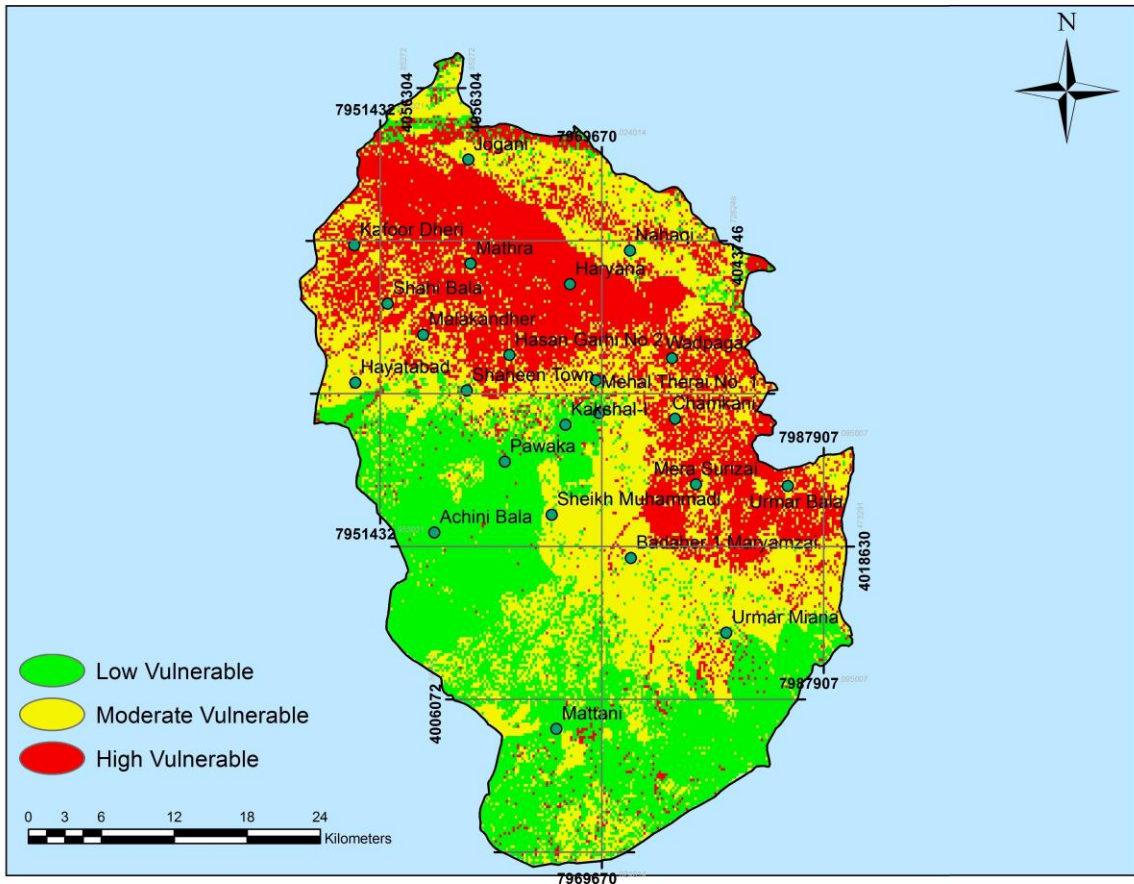 N
4056304
4056304
7951432
7969670
Jogani
Kafoor Dheri
Nahaqi
4043746
Mathra
Haryana
Shahi Bala
Malakandher
Hasan Garhi No 2
Wadpaga
Hayatabad
Shaheen Town
Mehal Therai No. 1
Kakshal-I
Chamkani
Pawaka
7987907
Mera Surizai
Sheikh Muhammadi
Urmar Bala
Achini Bala
7951432
Badaber 1 Maryamzai
4018630
Urmar Miana
Low Vulnerable
7987907
4006072
Moderate Vulnerable
Mattani
High Vulnerable
0 3 6 12 18 24
Kilometers
7969670